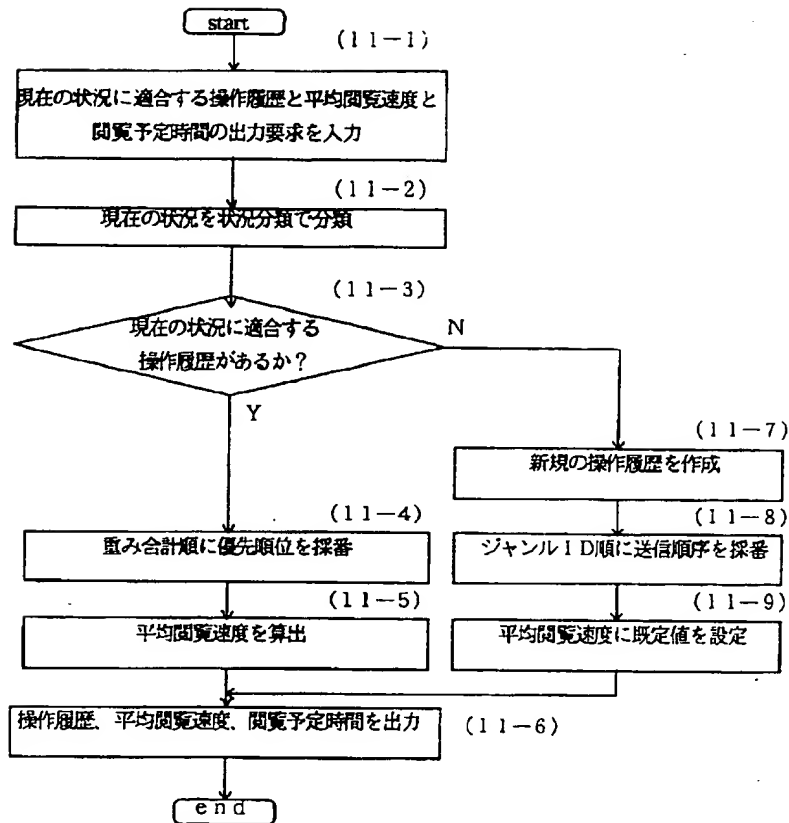 start
(11-1)
現在の状況に適合する操作履歴と平均閲覧速度と
閲覧予定時間の出力要求を入力
(11-2)
現在の状況を状況分類で分類
(11-3)
現在の状況に適合する
操作履歴があるか?
N
Y
(11-7)
新規の操作履歴を作成
(11-4)
重み合計順に優先順位を採番
(11-8)
ジャンルID順に送信順序を採番
(11-5)
平均閲覧速度を算出
(11-9)
平均閲覧速度に既定値を設定
操作履歴、平均閲覧速度、閲覧予定時間を出力
(11-6)
end